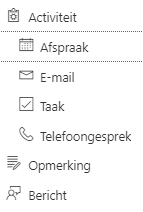 Activiteit
Afspraak
E-mail
Taak
Telefoongesprek
Opmerking
Bericht